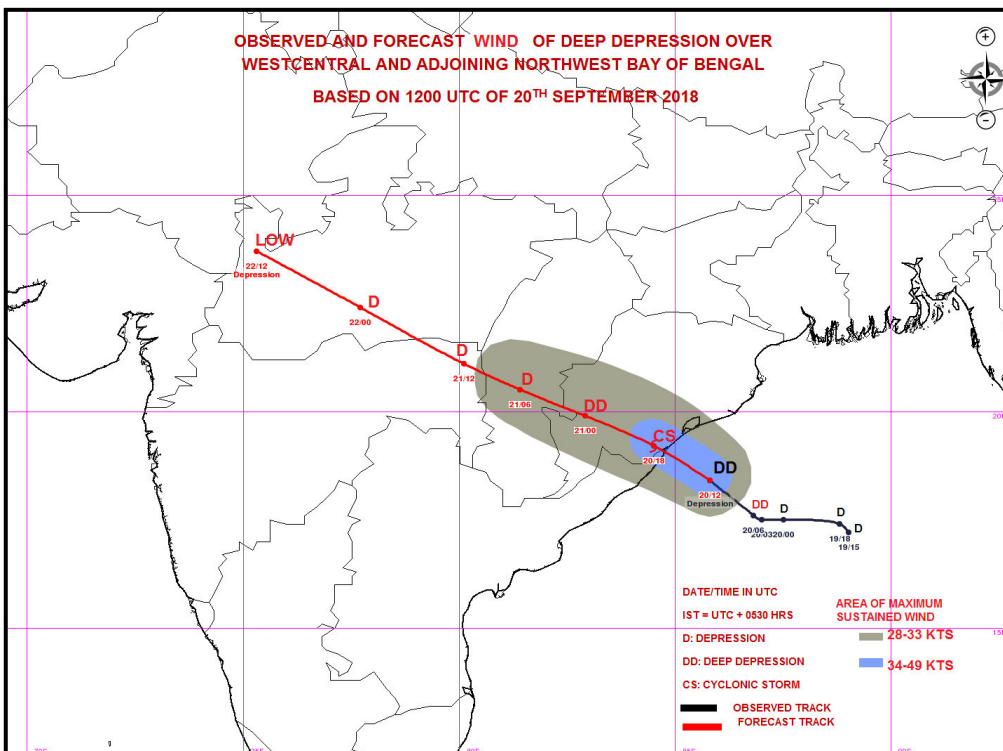 OBSERVED AND FORECAST WIND OF DEEP DEPRESSION OVER
WESTCENTRAL AND ADJOINING NORTHWEST BAY OF BENGAL
BASED ON 1200 UTC OF 20TH SEPTEMBER 2018
LOW
22/12
Depression
D
22/00
D
21/12
D
21/06
DD
21/00
CS
20/18
DD
20/12
Depression
DD
20/06
20/03
20/00
D
D
19/18
D
19/15
DATE/TIME IN UTC
IST = UTC + 0530 HRS
D: DEPRESSION
DD: DEEP DEPRESSION
CS: CYCLONIC STORM
OBSERVED TRACK
FORECAST TRACK
AREA OF MAXIMUM
SUSTAINED WIND
28-33 KTS
34-49 KTS